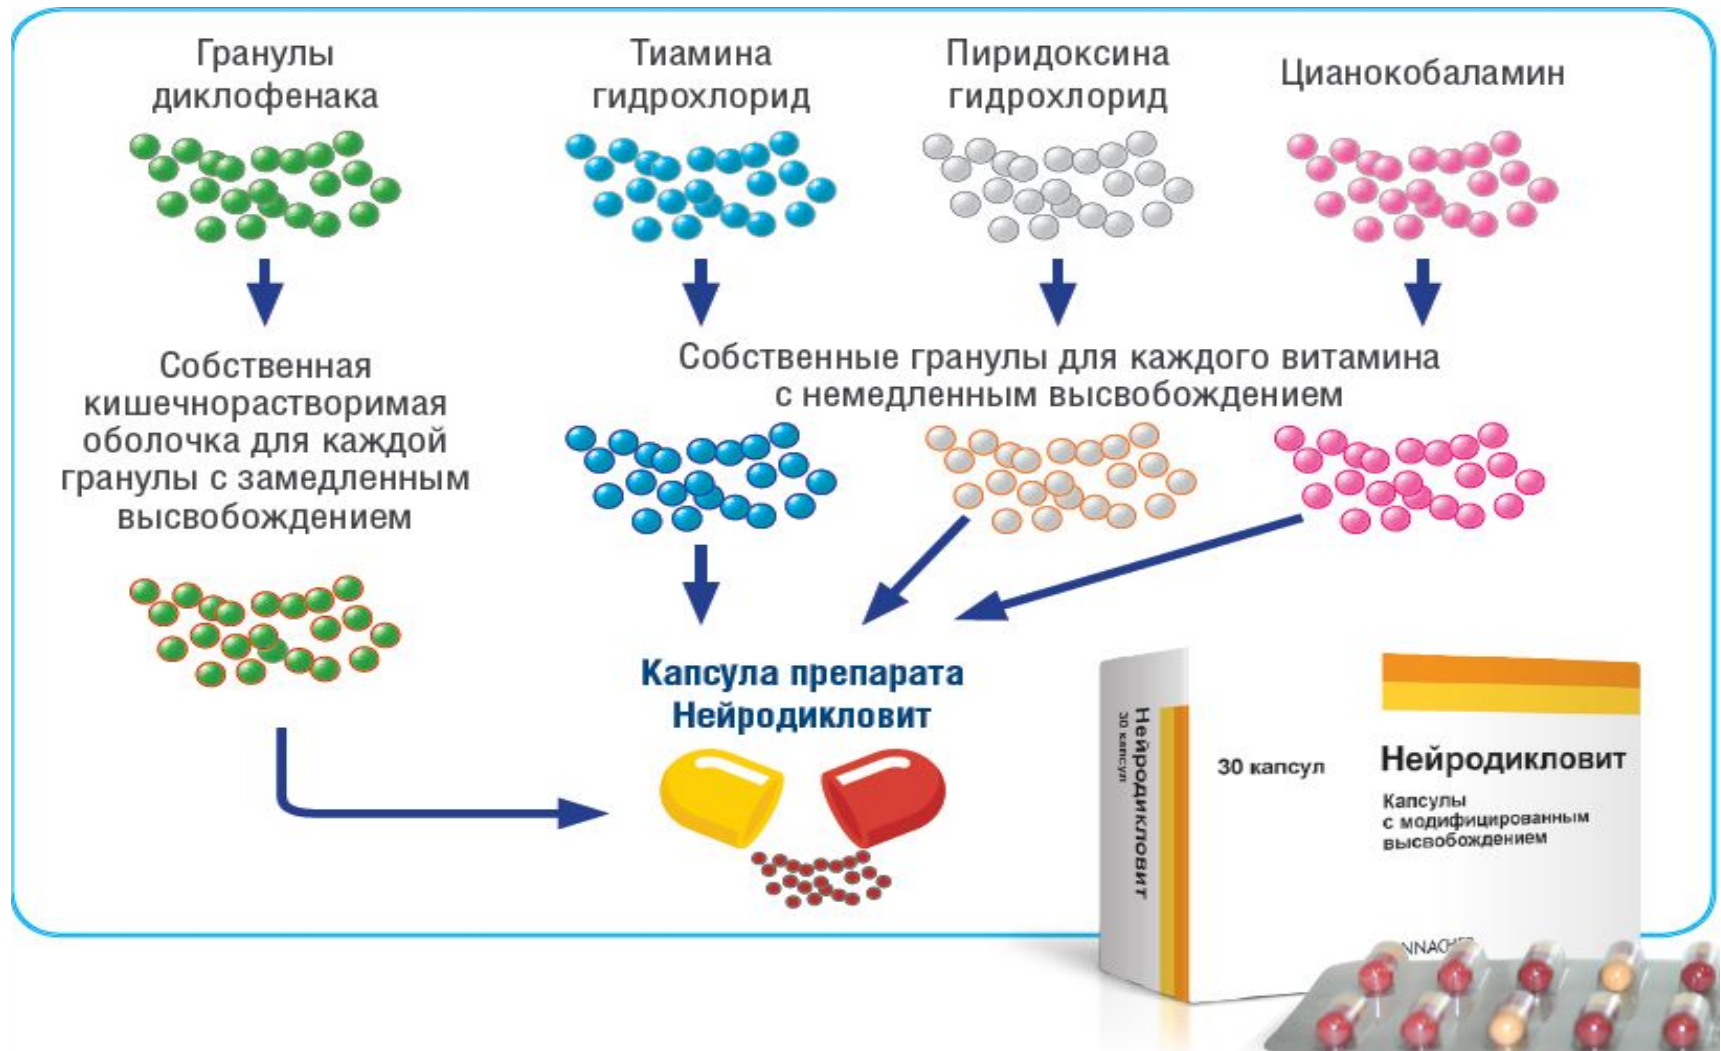 Гранулы
диклофенака
Тиамина
гидрохлорид
Пиридоксина
гидрохлорид
Цианокобаламин
Собственная
кишечнорастворимая
оболочка для каждой
гранулы с замедленным
высвобождением
Собственные гранулы для каждого витамина
с немедленным высвобождением
Капсула препарата
Нейродикловит
Нейродикловит
30 капсул
30 капсул
Нейродикловит
Капсулы
с модифицированным
высвобождением